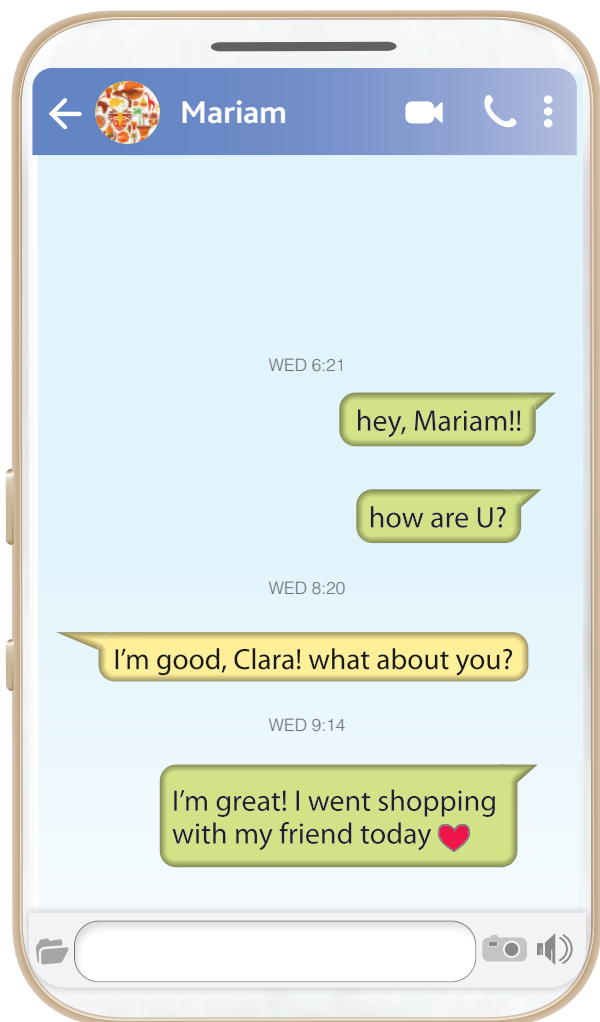 Mariam
WED 6:21
hey, Mariam!!
how are U?
WED 8:20
I'm good, Clara! what about you?
WED 9:14
I'm great! I went shopping
with my friend today